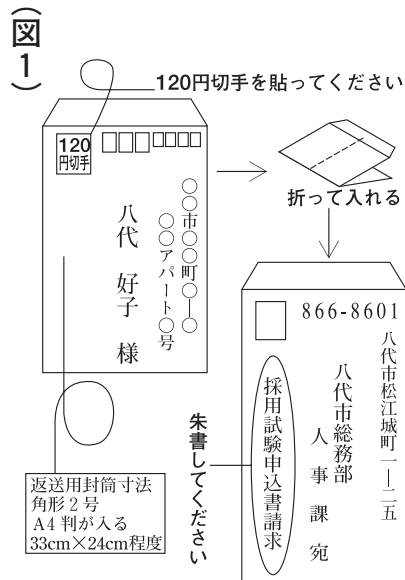 (図1)
120円切手を貼ってください
120
円切手
○○市○○町○―○
○○アパート○号
八代 好子 様
折って入れる
866-8601
八代市松江城町一―二五
八代市総務部
人事課 宛
採用試験申込書請求
朱書してください
返送用封筒寸法
角形2号
A4判が入る
33cm×24cm程度